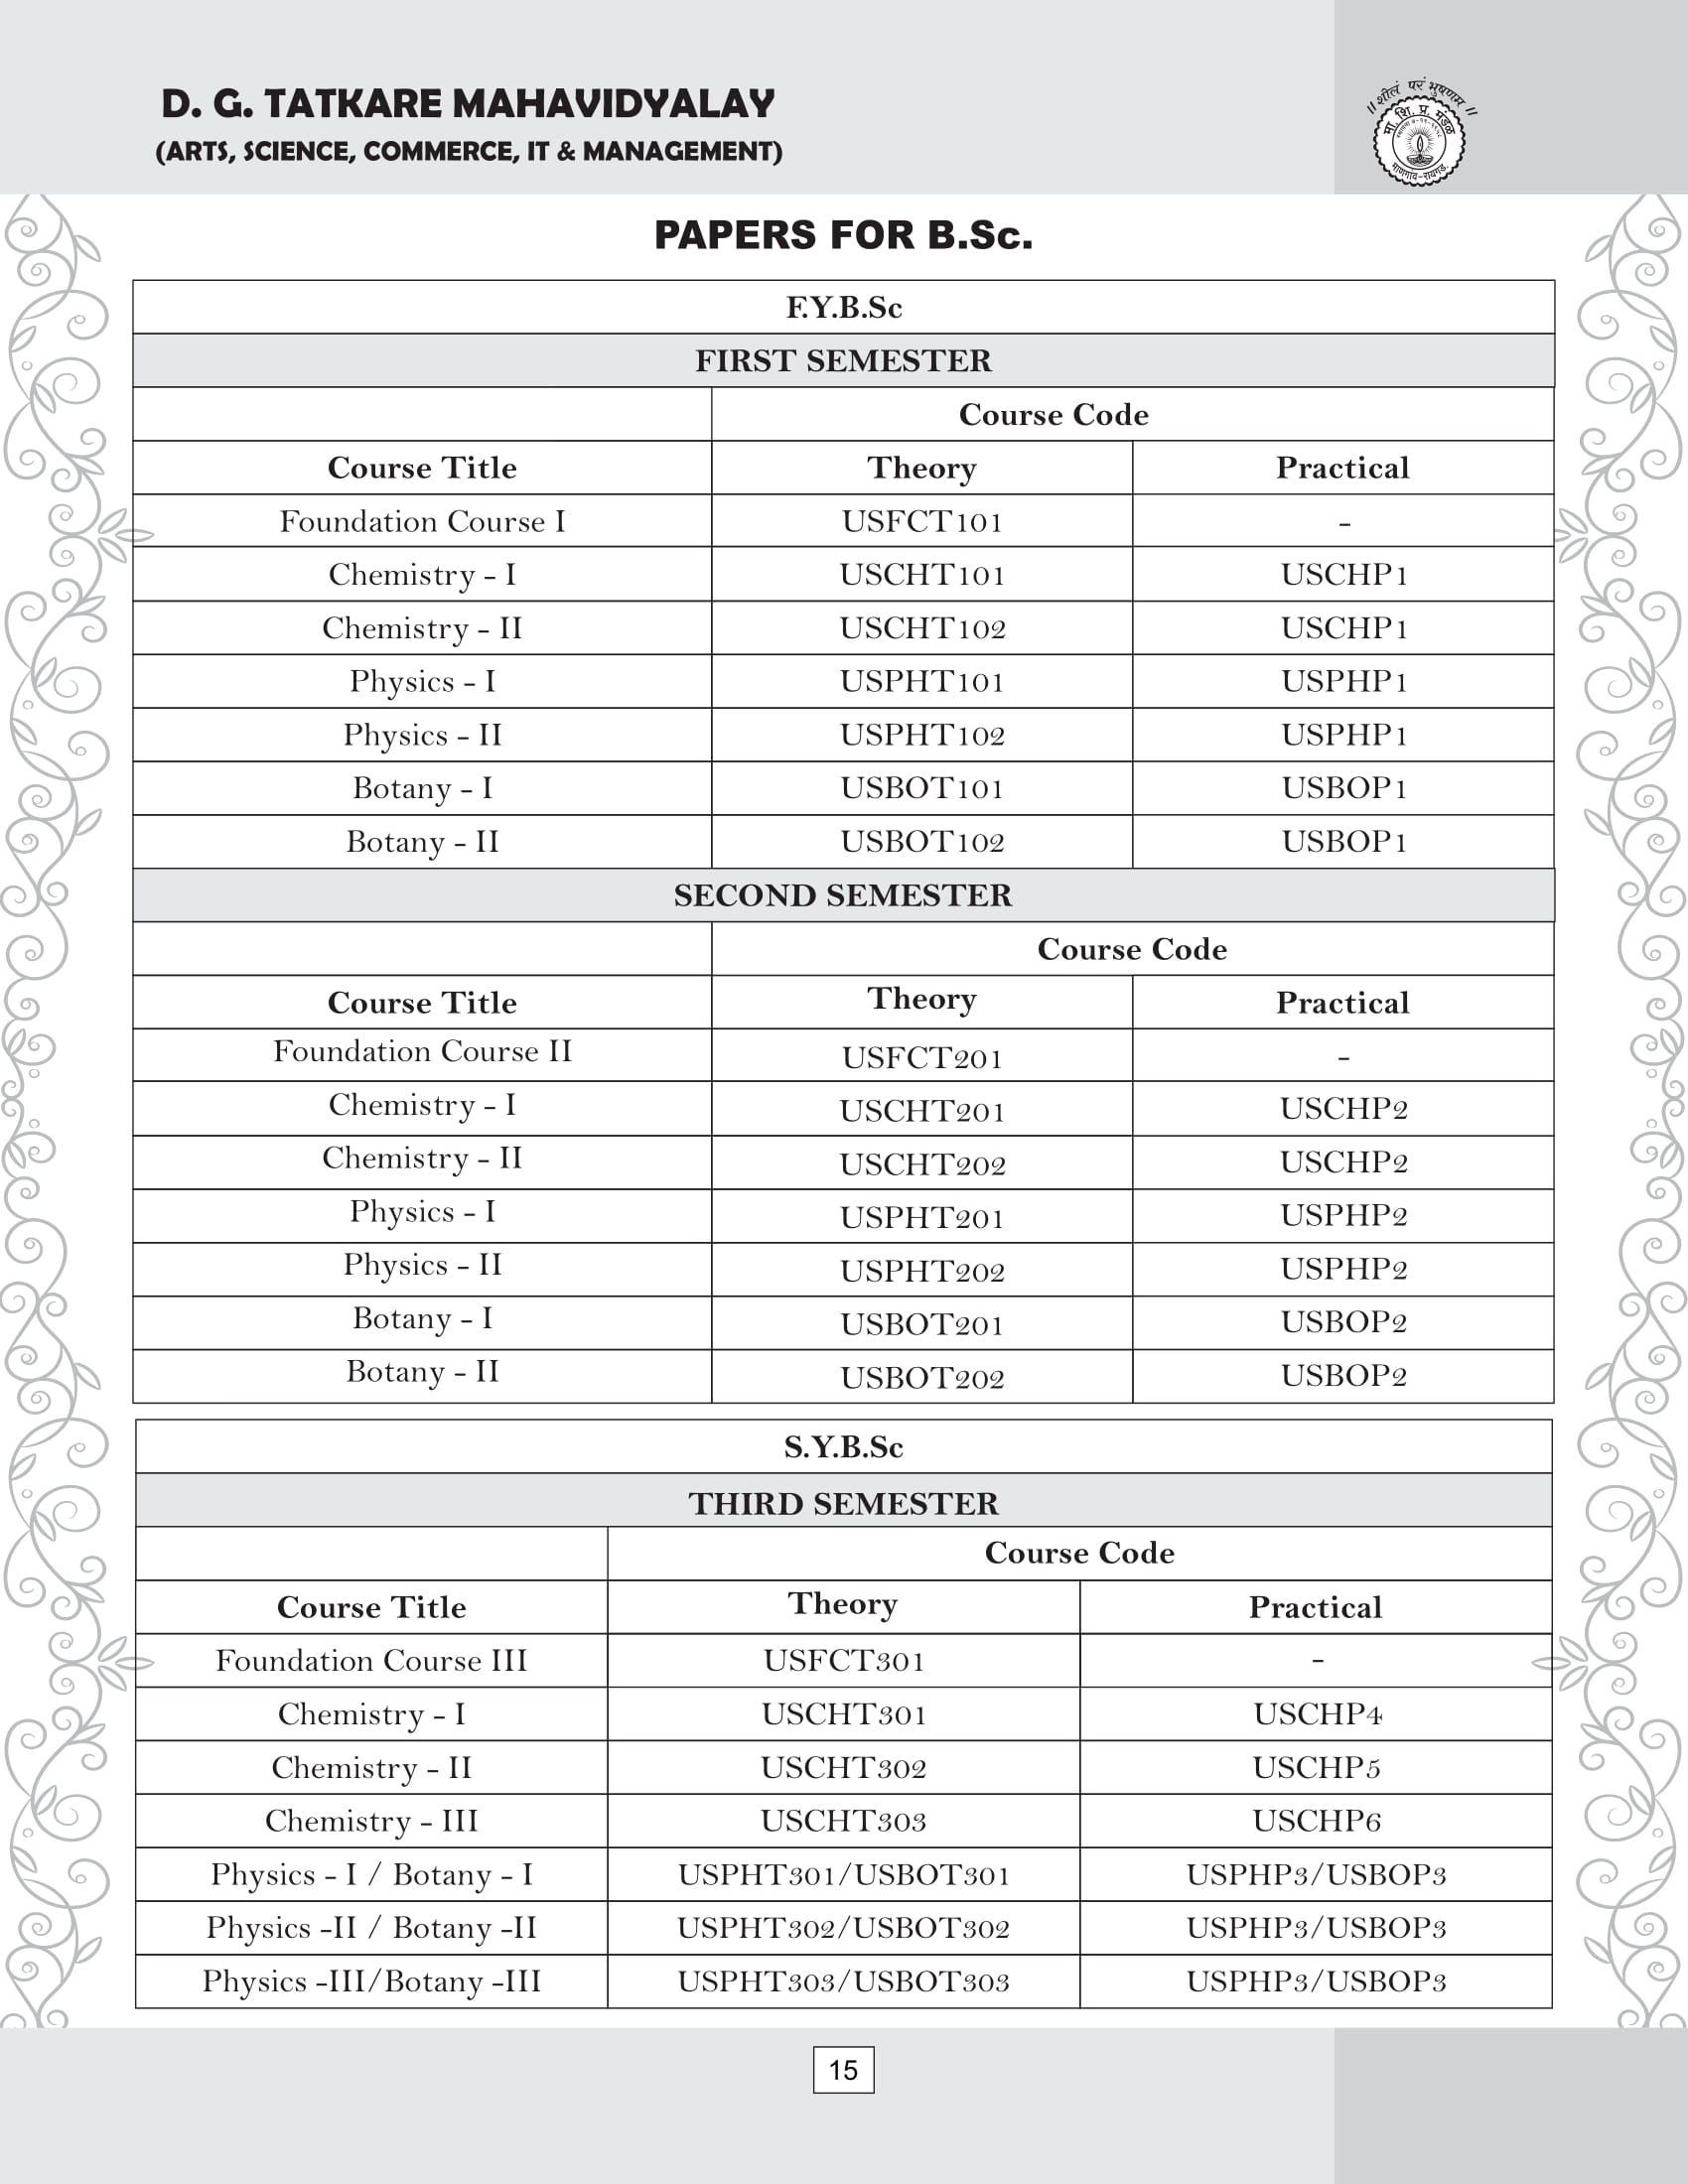 D. G. TATKARE MAHAVIDYALAY
(ARTS, SCIENCE, COMMERCE, IT & MANAGEMENT)
॥ शीलं परं भुषणम ॥
मा. शि. प्र. मंडळ
माणगांव-रायगड.
PAPERS FOR B.Sc.
F.Y.B.Sc
FIRST SEMESTER
Course Code
Course Title Theory Practical
Foundation Course I USFCT101 -
Chemistry - I USCHT101 USCHP1
Chemistry - II USCHT102 USCHP1
Physics - I USPHT101 USPHP1
Physics - II USPHT102 USPHP1
Botany - I USBOT101 USBOP1
Botany - II USBOT102 USBOP1
SECOND SEMESTER
Course Code
Course Title Theory Practical
Foundation Course II USFCT201 -
Chemistry - I USCHT201 USCHP2
Chemistry - II USCHT202 USCHP2
Physics - I USPHT201 USPHP2
Physics - II USPHT202 USPHP2
Botany - I USBOT201 USBOP2
Botany - II USBOT202 USBOP2
S.Y.B.Sc
THIRD SEMESTER
Course Code
Course Title Theory Practical
Foundation Course III USFCT301 -
Chemistry - I USCHT301 USCHP4
Chemistry - II USCHT302 USCHP5
Chemistry - III USCHT303 USCHP6
Physics - I / Botany - I USPHT301/USBOT301 USPHP3/USBOP3
Physics -II / Botany -II USPHT302/USBOT302 USPHP3/USBOP3
Physics -III/Botany -III USPHT303/USBOT303 USPHP3/USBOP3
15